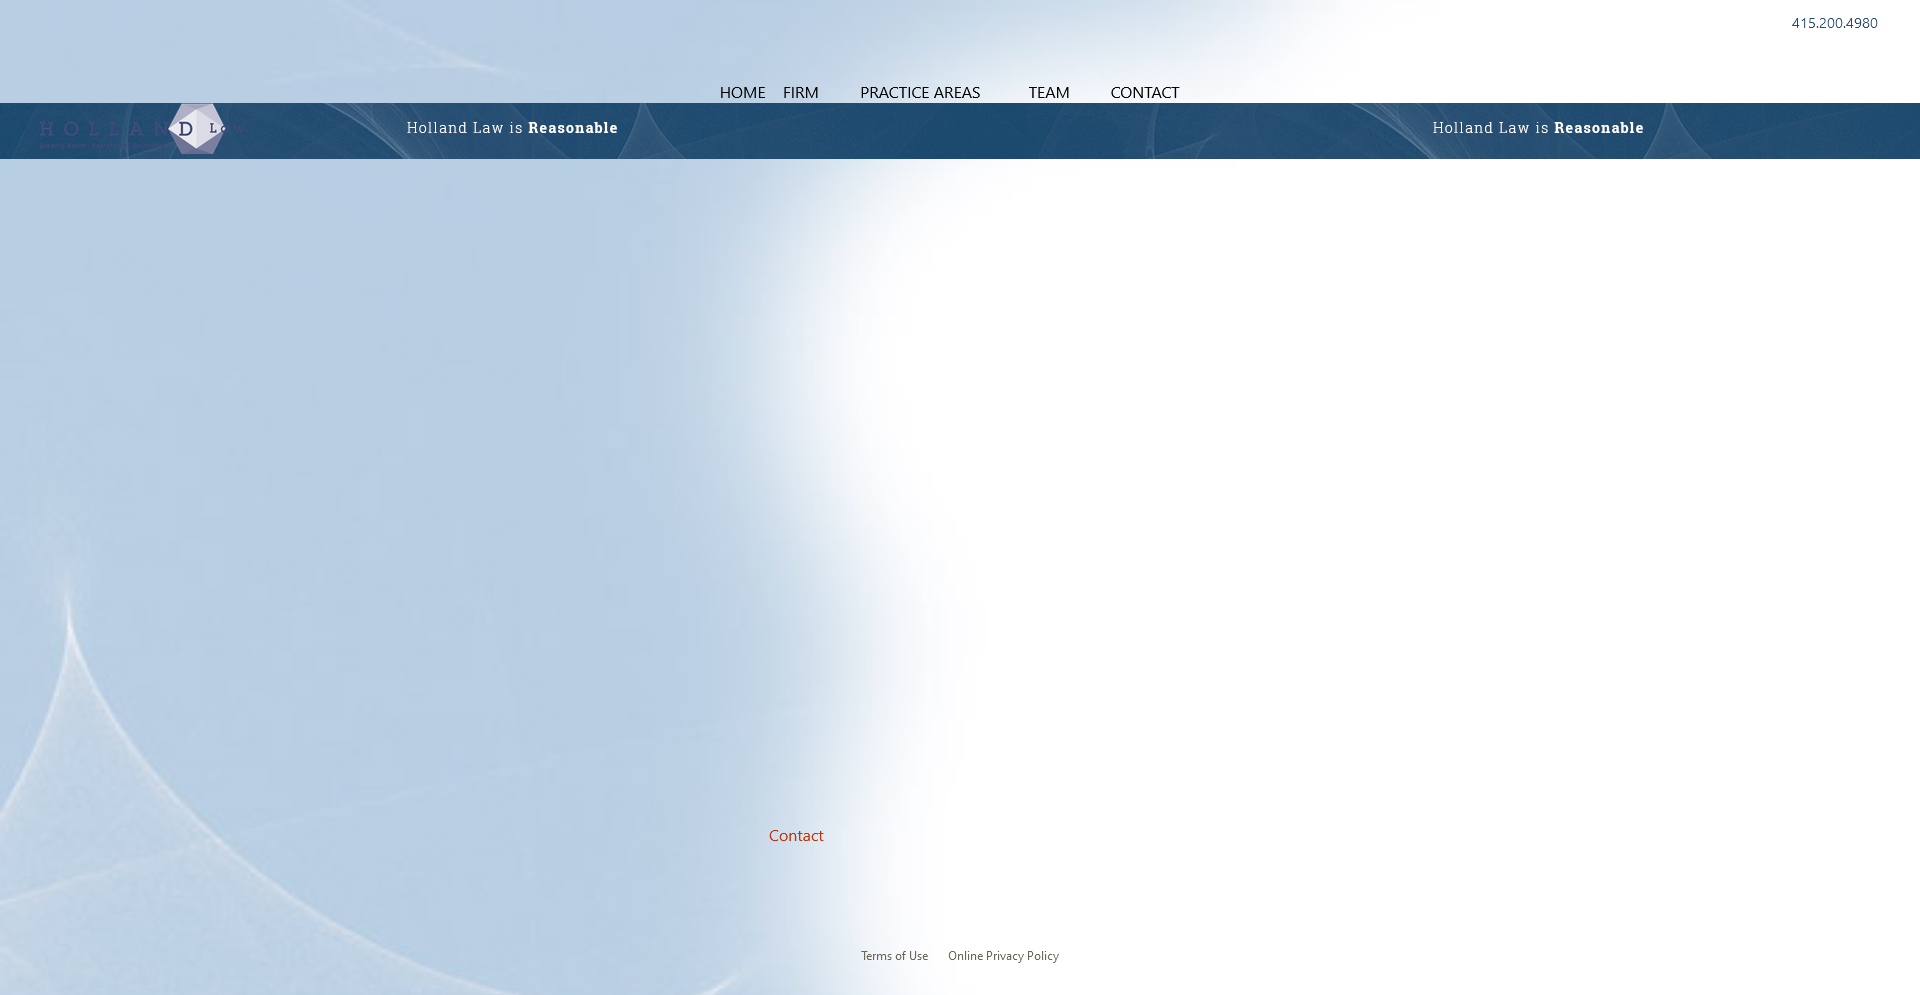 415.200.4980
HOME FIRM PRACTICE AREAS TEAM CONTACT
HOLLAND LAW
Holland Law is Reasonable
Holland Law is Reasonable
Contact
Terms of Use Online Privacy Policy